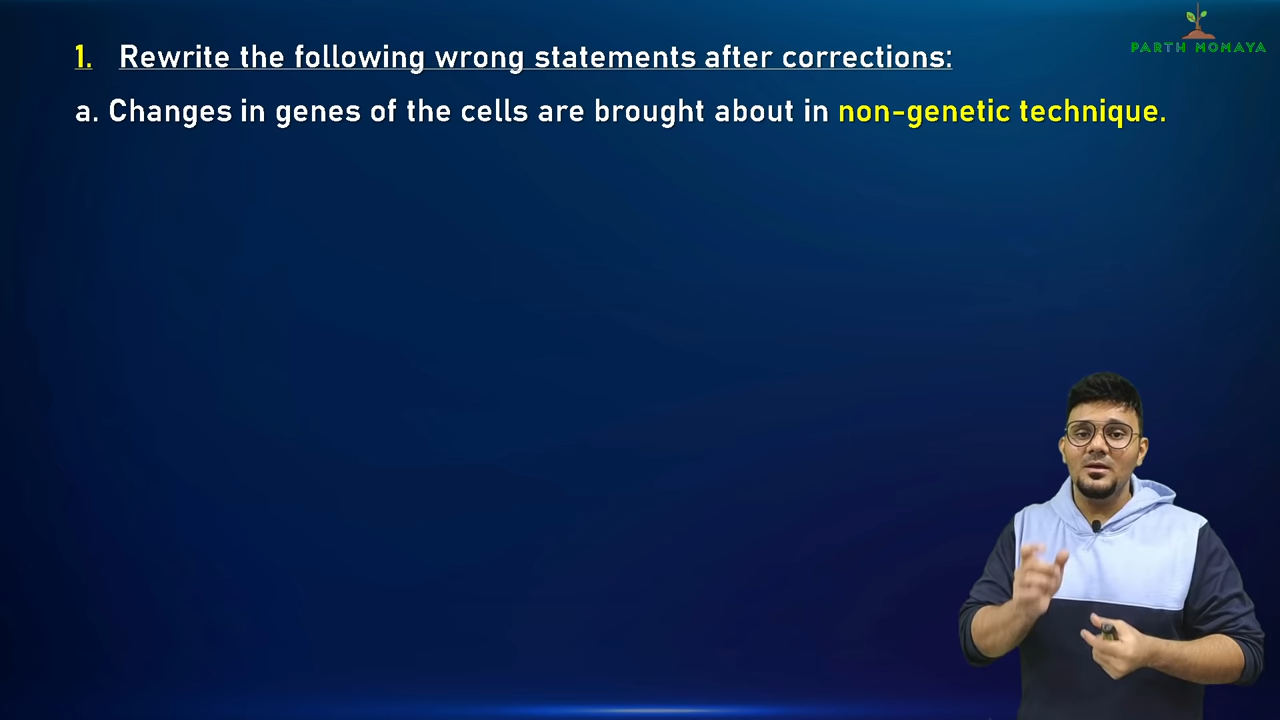 PARTH MOMAYA
1. Rewrite the following wrong statements after corrections:
a. Changes in genes of the cells are brought about in non-genetic technique.